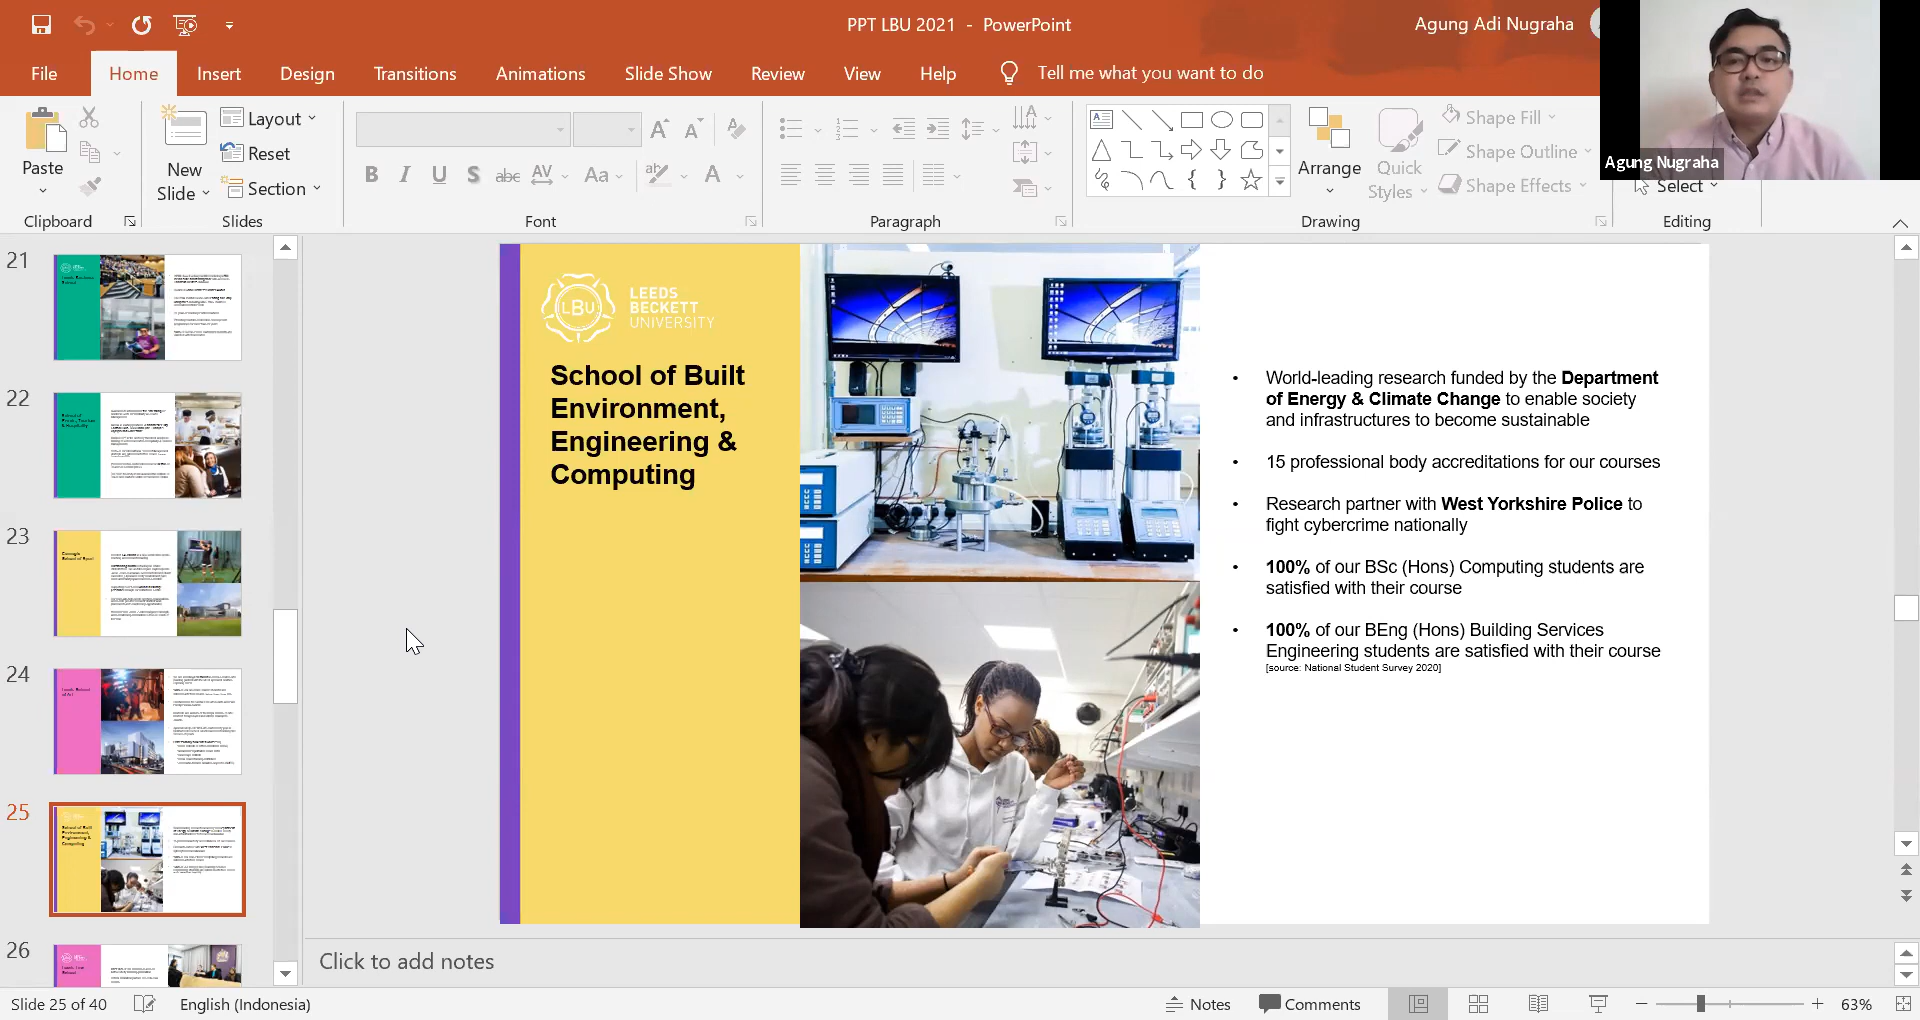 PPT LBU 2021 - PowerPoint
Agung Adi Nugraha
File Home Insert Design Transitions Animations Slide Show Review View Help Tell me what you want to do
Agung Nugraha
Paste
New
Slide
Layout
Reset
Section
B I U S abc AV Aa A
Arrange
Quick
Styles
Shape Fill
Shape Outline
Shape Effects
Select
Clipboard Slides Font Paragraph Drawing Editing
21
22
23
24
25
26
LBU
LEEDS
BECKETT
UNIVERSITY
School of Built
Environment,
Engineering &
Computing
• World-leading research funded by the Department
of Energy & Climate Change to enable society
and infrastructures to become sustainable
• 15 professional body accreditations for our courses
• Research partner with West Yorkshire Police to
fight cybercrime nationally
• 100% of our BSc (Hons) Computing students are
satisfied with their course
• 100% of our BEng (Hons) Building Services
Engineering students are satisfied with their course
[source: National Student Survey 2020]
Click to add notes
Slide 25 of 40 English (Indonesia) Notes Comments 63%